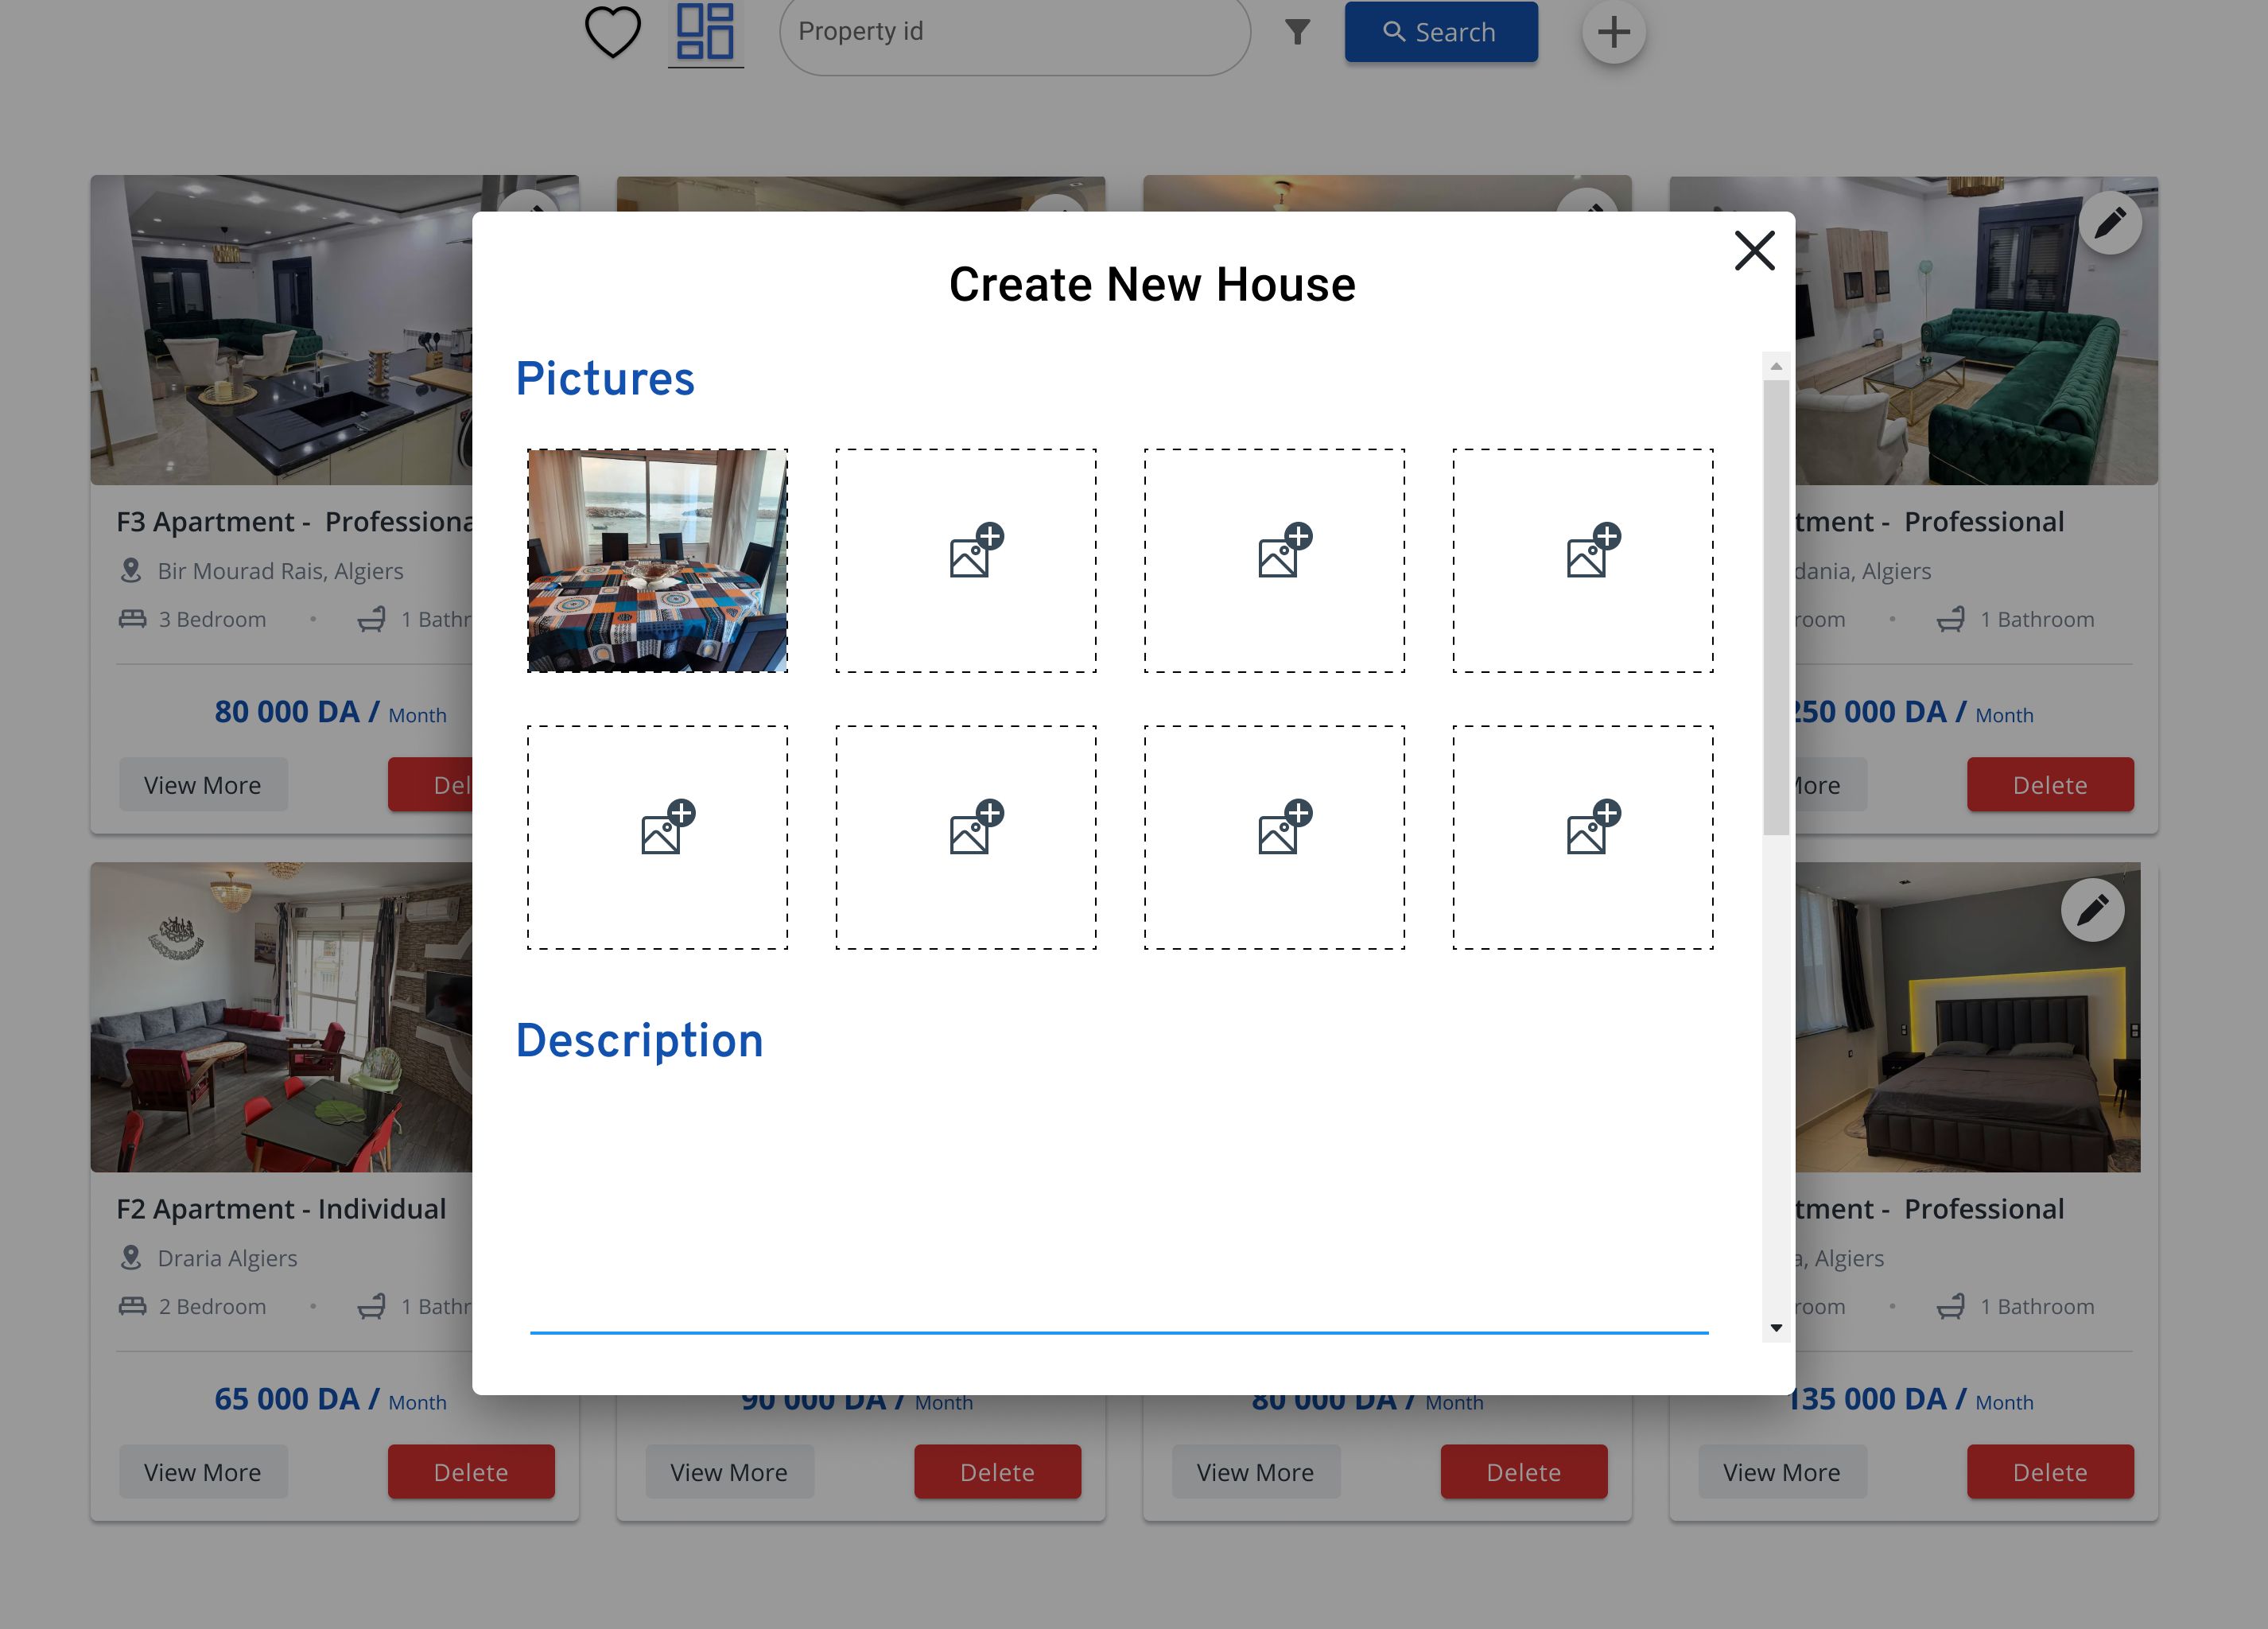 Property id
Search
Create New House
Pictures
Description
F3 Apartment - Professiona
Bir Mourad Rais, Algiers
3 Bedroom • 1 Bathr
80 000 DA / Month
View More
Del
tment - Professional
dania, Algiers
room • 1 Bathroom
250 000 DA / Month
More
Delete
F2 Apartment - Individual
Draria Algiers
2 Bedroom • 1 Bathr
65 000 DA / Month
View More
Delete
90 000 DA / Month
View More
Delete
80 000 DA / Month
View More
Delete
tment - Professional
a, Algiers
room • 1 Bathroom
135 000 DA / Month
View More
Delete